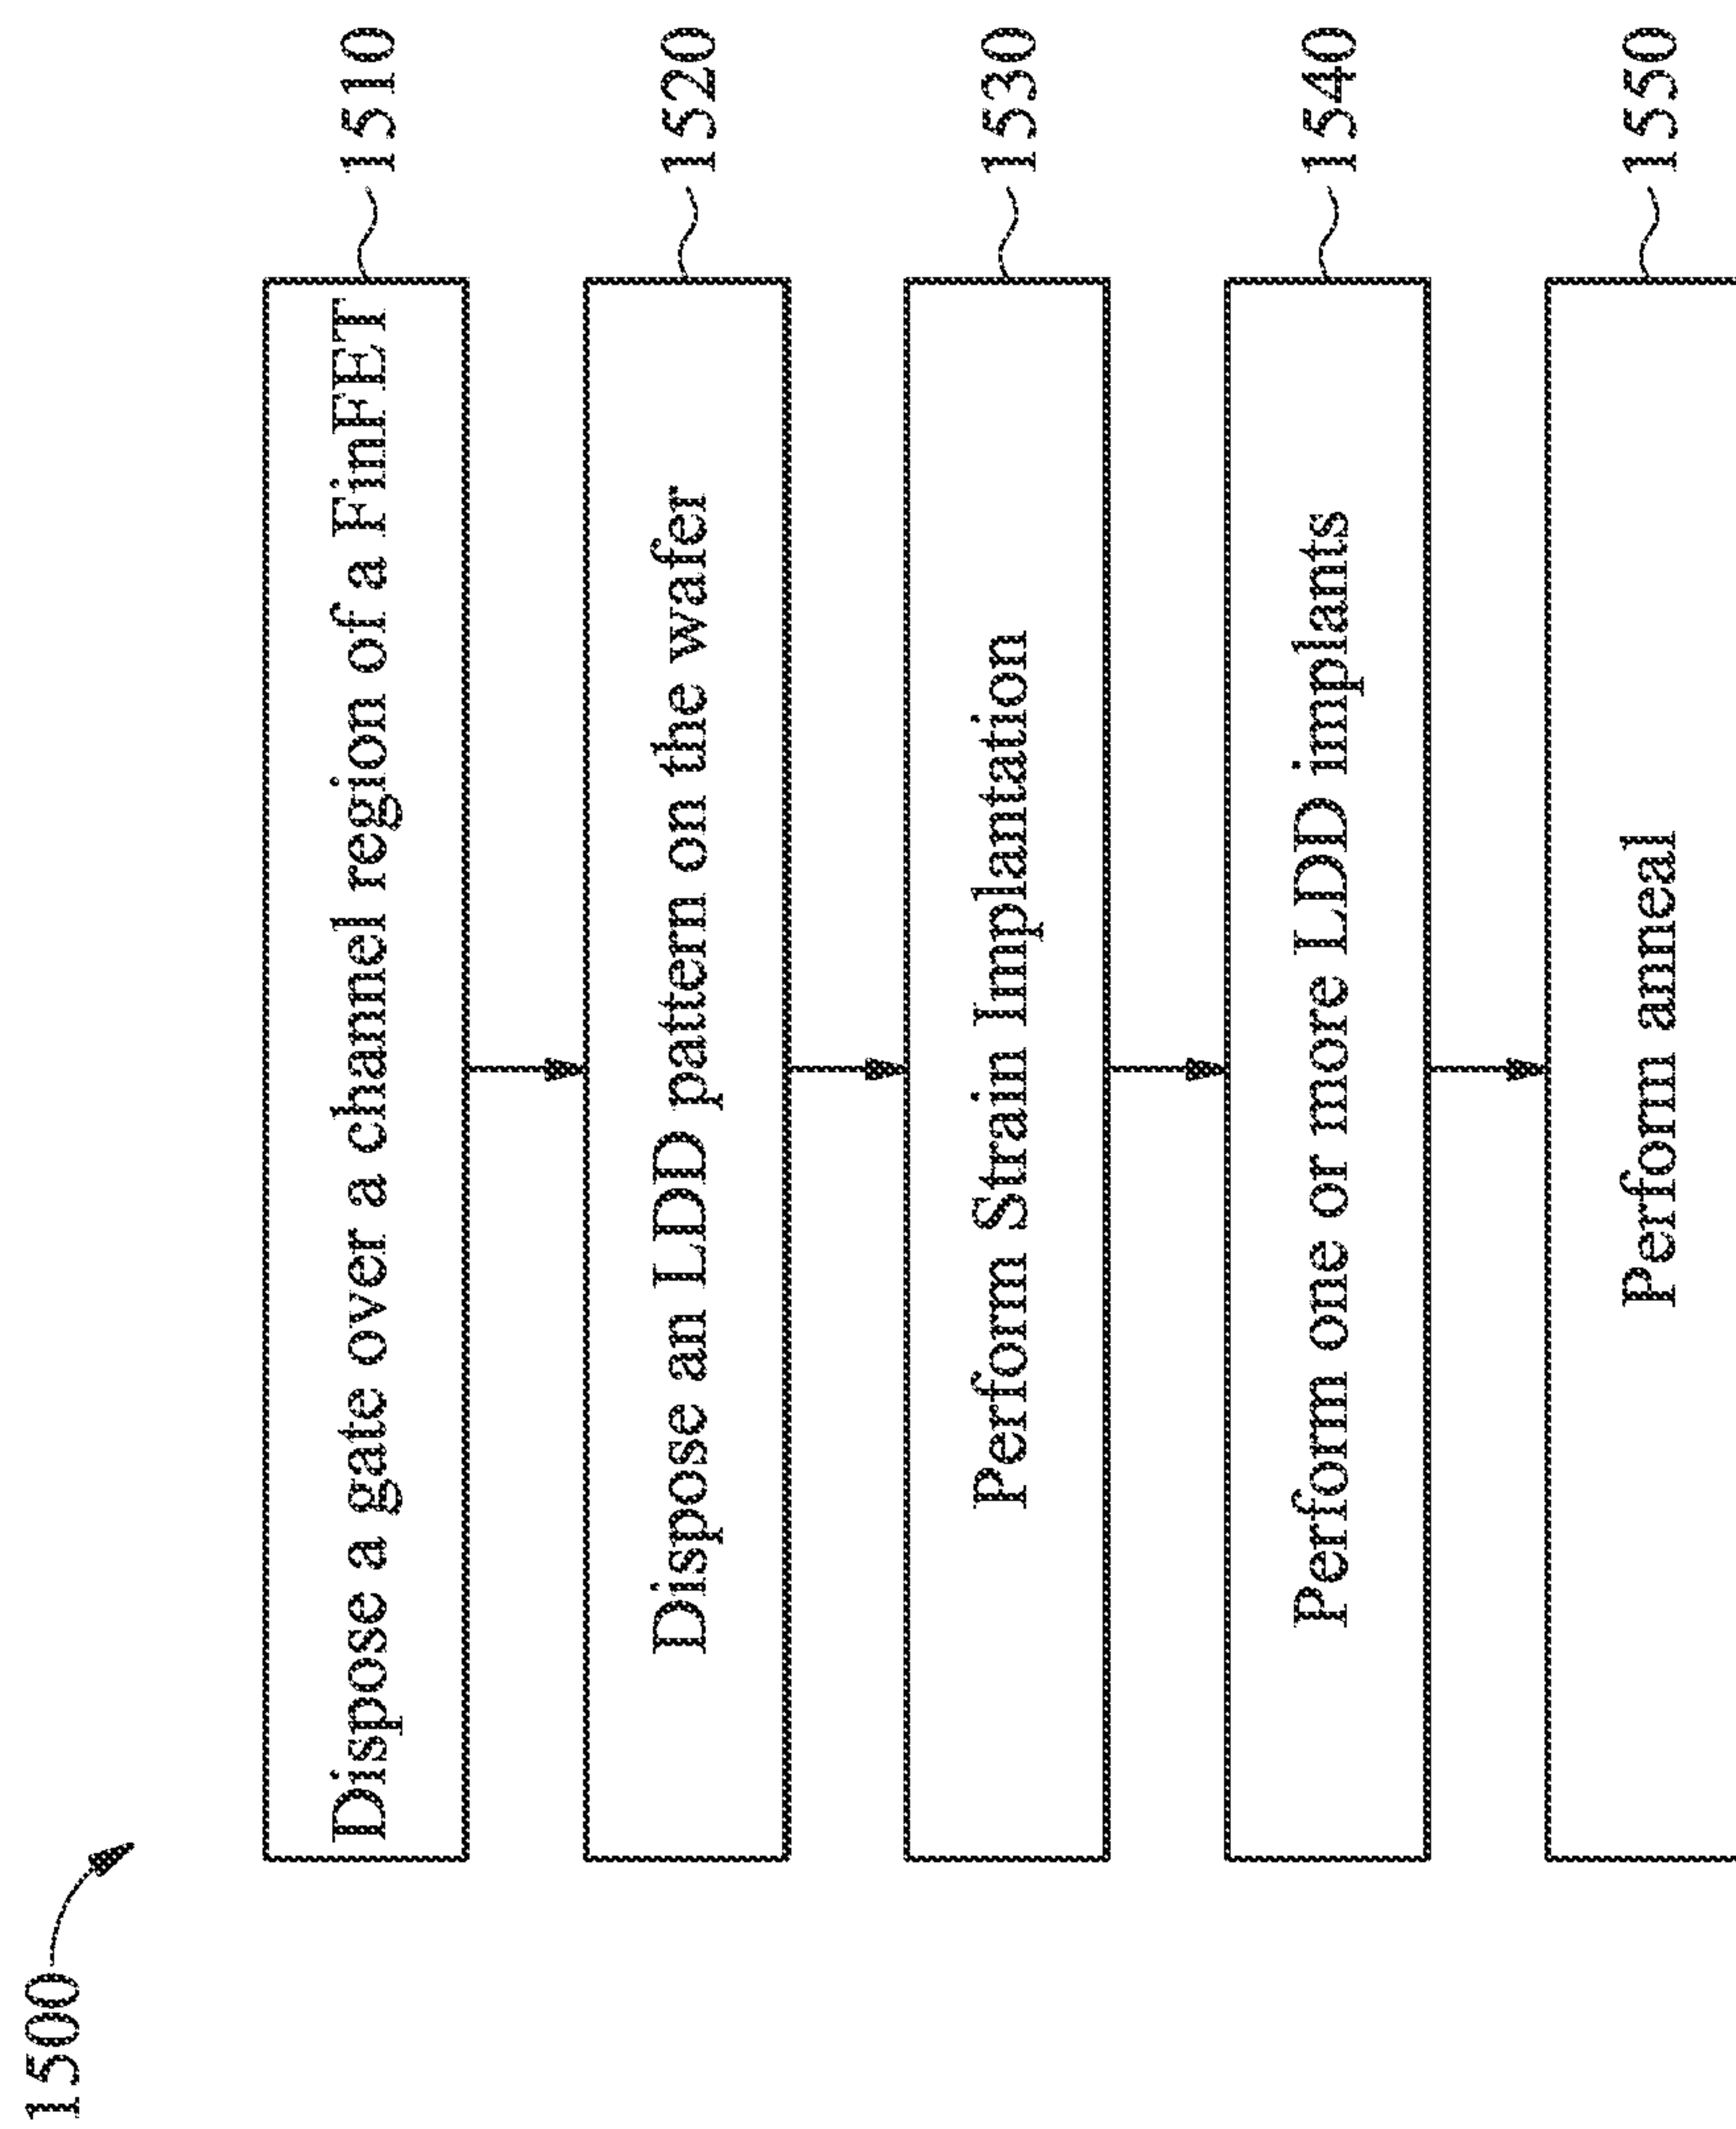 1500
Dispose a gate over a channel region of a FinFET
1510
Dispose an LDD pattern on the wafer
1520
Perform Strain Implantation
1530
Perform one or more LDD implants
1540
Perform anneal
1550